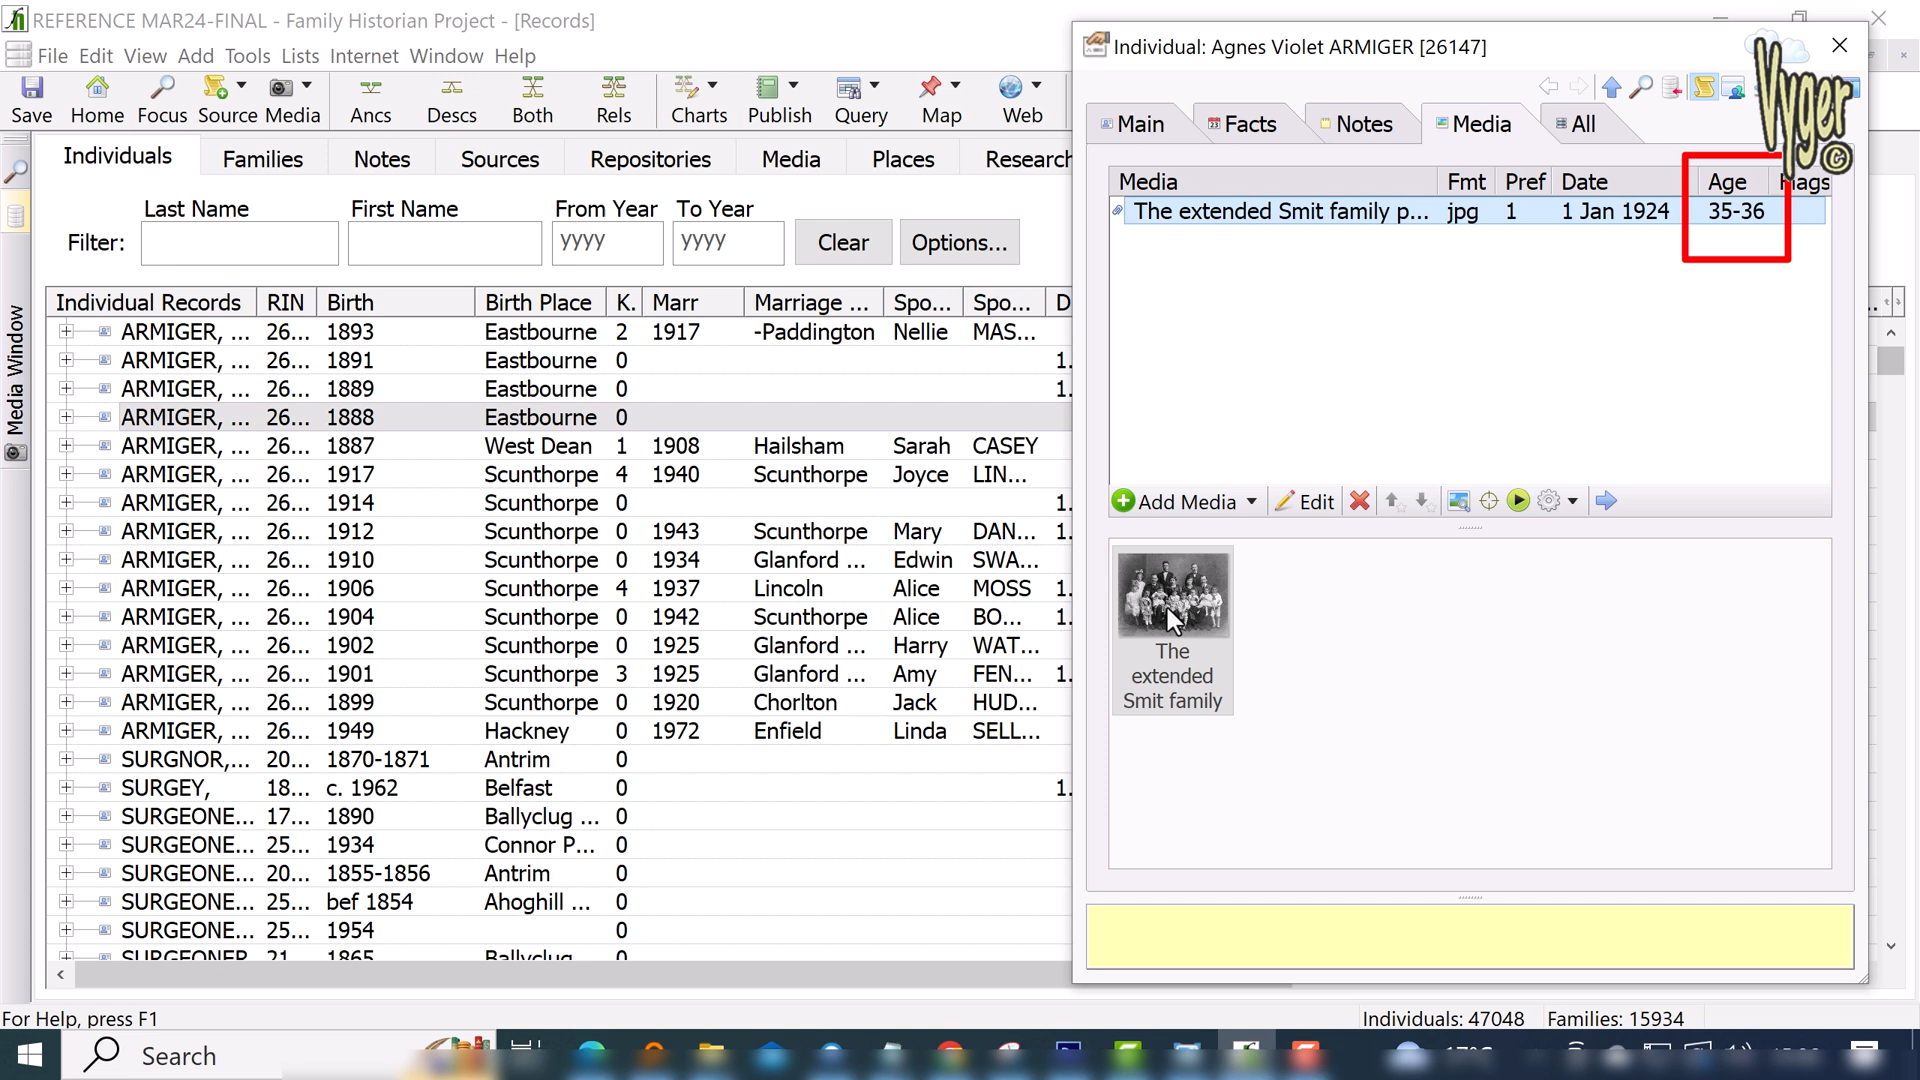 REFERENCE MAR24-FINAL - Family Historian Project - [Records]
File Edit View Add Tools Lists Internet Window Help
Save Home Focus Source Media Ancs Descs Both Rels Charts Publish Query Map Web
Individuals Families Notes Sources Repositories Media Places Research
Last Name First Name From Year To Year
Filter: yyyy yyyy Clear Options...
Media Window
Individual Records RIN Birth Birth Place K. Marr Marriage ... Spo... Spo... D
ARMIGER, ... 26... 1893 Eastbourne 2 1917 -Paddington Nellie MAS...
ARMIGER, ... 26... 1891 Eastbourne 0 1.
ARMIGER, ... 26... 1889 Eastbourne 0 1.
ARMIGER, ... 26... 1888 Eastbourne 0
ARMIGER, ... 26... 1887 West Dean 1 1908 Hailsham Sarah CASEY
ARMIGER, ... 26... 1917 Scunthorpe 4 1940 Scunthorpe Joyce LIN...
ARMIGER, ... 26... 1914 Scunthorpe 0 1.
ARMIGER, ... 26... 1912 Scunthorpe 0 1943 Scunthorpe Mary DAN... 1.
ARMIGER, ... 26... 1910 Scunthorpe 0 1934 Glanford ... Edwin SWA...
ARMIGER, ... 26... 1906 Scunthorpe 4 1937 Lincoln Alice MOSS 1.
ARMIGER, ... 26... 1904 Scunthorpe 0 1942 Scunthorpe Alice BO... 1.
ARMIGER, ... 26... 1902 Scunthorpe 0 1925 Glanford ... Harry WAT...
ARMIGER, ... 26... 1901 Scunthorpe 3 1925 Glanford ... Amy FEN... 1.
ARMIGER, ... 26... 1899 Scunthorpe 0 1920 Chorlton Jack HUD...
ARMIGER, ... 26... 1949 Hackney 0 1972 Enfield Linda SELL...
SURGNOR,... 20... 1870-1871 Antrim 0
SURGEY, 18... c. 1962 Belfast 0 1.
SURGEONE... 17... 1890 Ballyclug ... 0
SURGEONE... 25... 1934 Connor P... 0
SURGEONE... 20... 1855-1856 Antrim 0
SURGEONE... 25... bef 1854 Ahoghill ... 0
SURGEONE... 25... 1954 0
SURGEONER 21 1865 Ballyclug 0
Individual: Agnes Violet ARMIGER [26147]
Vyger ©
Main Facts Notes Media All
Media Fmt Pref Date Age Flags
The extended Smit family p... jpg 1 1 Jan 1924 35-36
Add Media Edit
The
extended
Smit family
For Help, press F1 Individuals: 47048 Families: 15934
Search